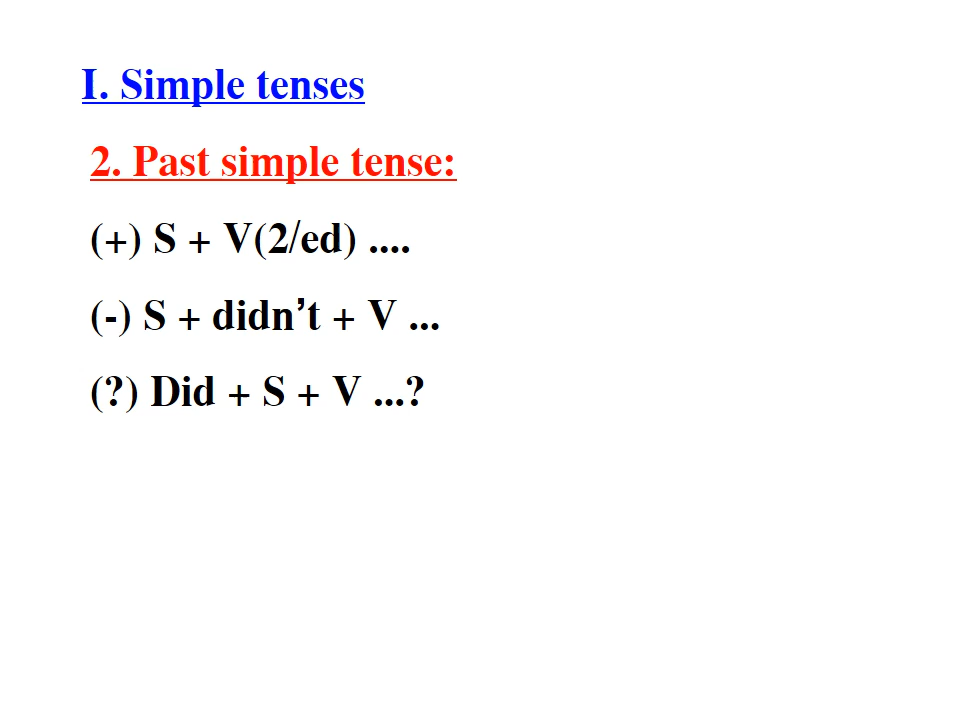 I. Simple tenses
2. Past simple tense:
(+) S + V(2/ed) ....
(-) S + didn’t + V ...
(?) Did + S + V ...?